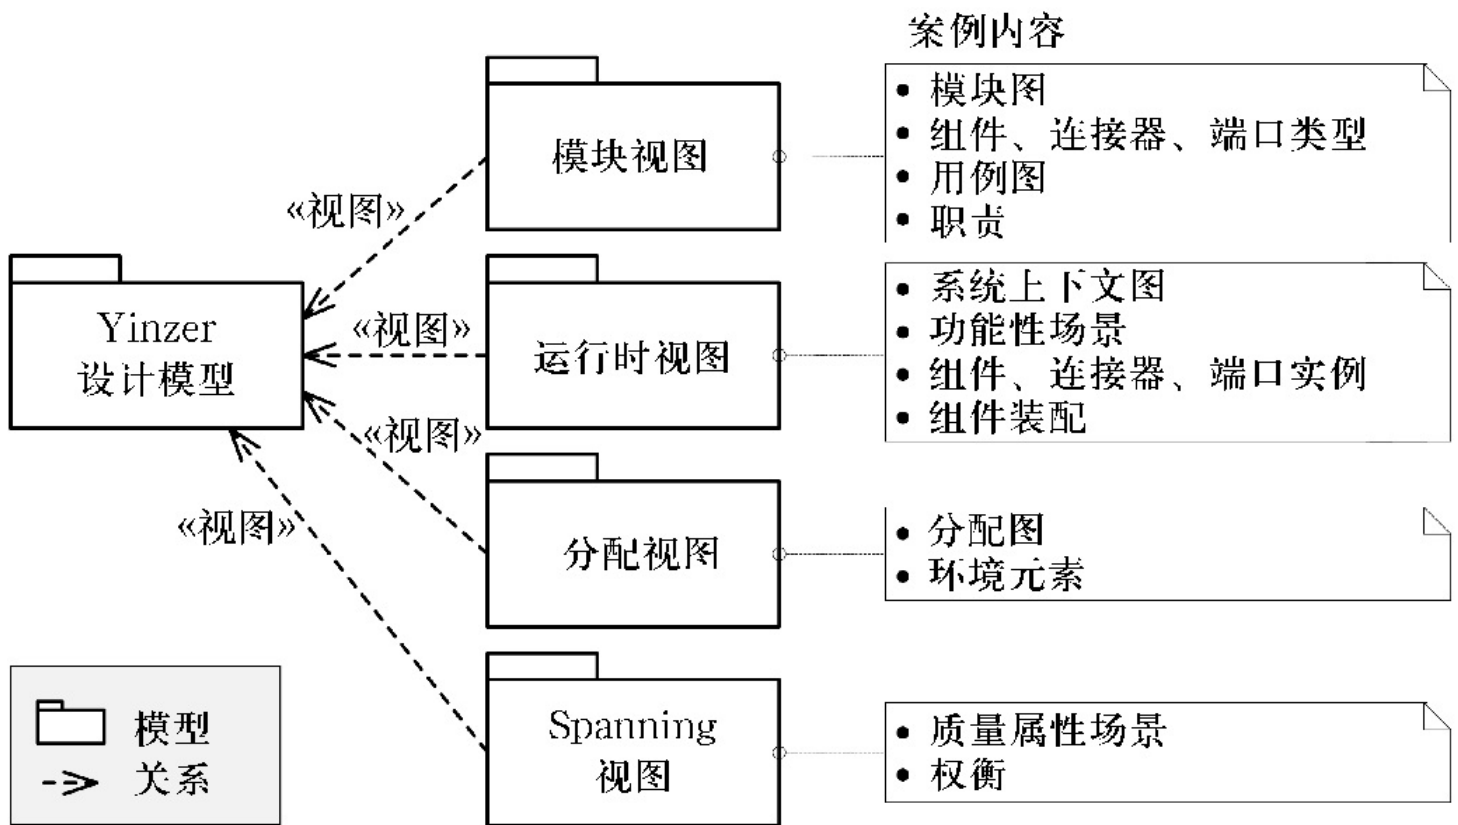 案例内容
模块视图
• 模块图
• 组件、连接器、端口类型
• 用例图
• 职责
«视图»
Yinzer
设计模型
«视图»
运行时视图
• 系统上下文图
• 功能性场景
• 组件、连接器、端口实例
• 组件装配
«视图»
分配视图
• 分配图
• 环境元素
«视图»
Spanning
视图
• 质量属性场景
• 权衡
模型
关系